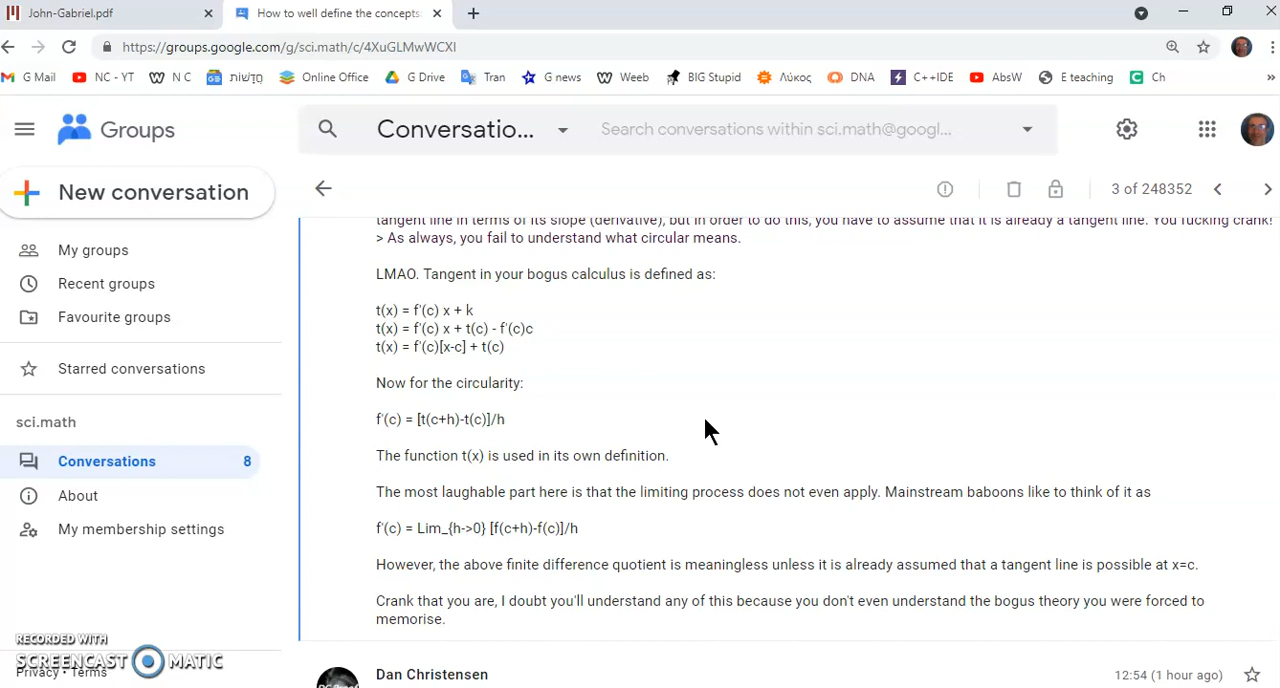 John-Gabriel.pdf
How to well define the concepts:
https://groups.google.com/g/sci.math/c/4XuGLMwWCXI
G Mail
NC - YT
N C
חֲדָשׁוֹת
Online Office
G Drive
Tran
G news
Weeb
BIG Stupid
Λύκος
DNA
C++IDE
AbsW
E teaching
Ch
»
Groups
Conversatio...
Search conversations within sci.math@googl...
New conversation
3 of 248352
My groups
Recent groups
Favourite groups
Starred conversations
sci.math
Conversations 8
About
My membership settings
tangent line in terms of its slope (derivative), but in order to do this, you have to assume that it is already a tangent line. You fucking crank!
> As always, you fail to understand what circular means.
LMAO. Tangent in your bogus calculus is defined as:
t(x) = f'(c) x + k
t(x) = f'(c) x + t(c) - f'(c)c
t(x) = f'(c)[x-c] + t(c)
Now for the circularity:
f'(c) = [t(c+h)-t(c)]/h
The function t(x) is used in its own definition.
The most laughable part here is that the limiting process does not even apply. Mainstream baboons like to think of it as
f'(c) = Lim_{h->0} [f(c+h)-f(c)]/h
However, the above finite difference quotient is meaningless unless it is already assumed that a tangent line is possible at x=c.
Crank that you are, I doubt you'll understand any of this because you don't even understand the bogus theory you were forced to
memorise.
RECORDED WITH
SCREENCAST MATIC
Privacy • Terms
Dan Christensen
12:54 (1 hour ago)